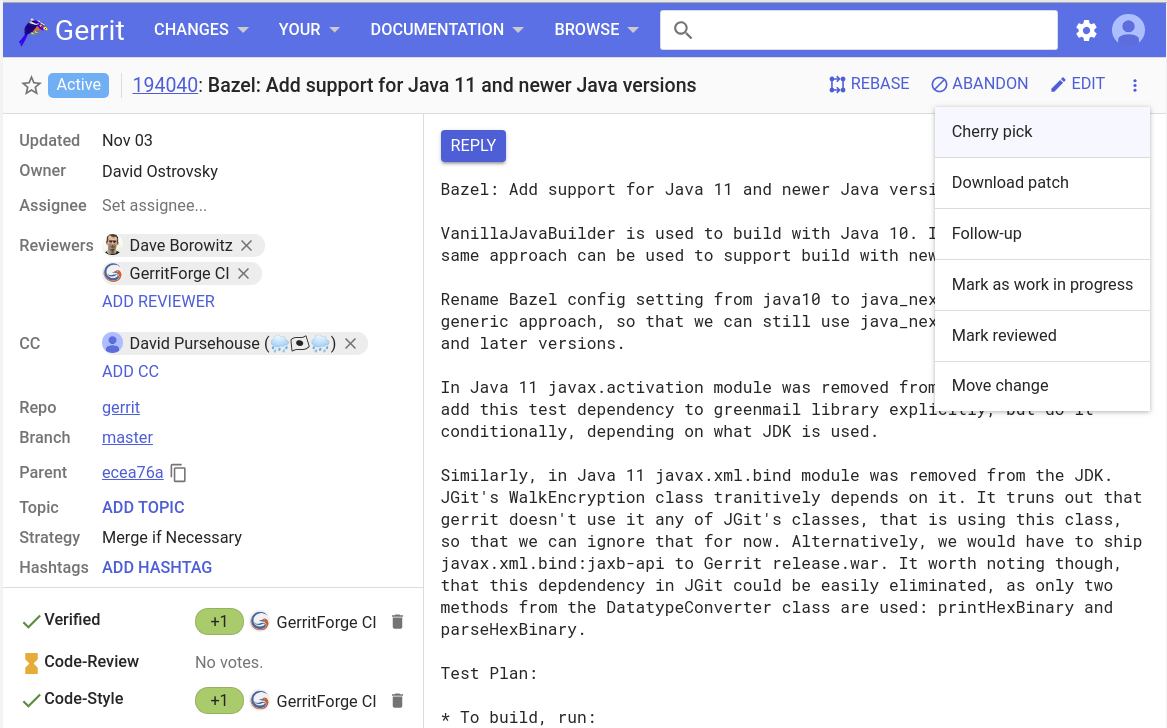 Gerrit CHANGES YOUR DOCUMENTATION BROWSE
Active 194040: Bazel: Add support for Java 11 and newer Java versions REBASE ABANDON EDIT
Updated Nov 03
Owner David Ostrovsky
Assignee Set assignee...
Reviewers Dave Borowitz
GerritForge CI
ADD REVIEWER
CC David Pursehouse (🌧️🏴🌧️)
ADD CC
Repo gerrit
Branch master
Parent ecea76a
Topic ADD TOPIC
Strategy Merge if Necessary
Hashtags ADD HASHTAG
Verified +1 GerritForge CI
Code-Review No votes.
Code-Style +1 GerritForge CI
REPLY
Bazel: Add support for Java 11 and newer Java versi
VanillaJavaBuilder is used to build with Java 10. I
same approach can be used to support build with new
Rename Bazel config setting from java10 to java_nex
generic approach, so that we can still use java_nex
and later versions.
In Java 11 javax.activation module was removed from
add this test dependency to greenmail library explicitly, but do it
conditionally, depending on what JDK is used.
Similarly, in Java 11 javax.xml.bind module was removed from the JDK.
JGit's WalkEncryption class tranitively depends on it. It truns out that
gerrit doesn't use it any of JGit's classes, that is using this class,
so that we can ignore that for now. Alternatively, we would have to ship
javax.xml.bind:jaxb-api to Gerrit release.war. It worth noting though,
that this depdendency in JGit could be easily eliminated, as only two
methods from the DatatypeConverter class are used: printHexBinary and
parseHexBinary.
Test Plan:
* To build, run:
Cherry pick
Download patch
Follow-up
Mark as work in progress
Mark reviewed
Move change